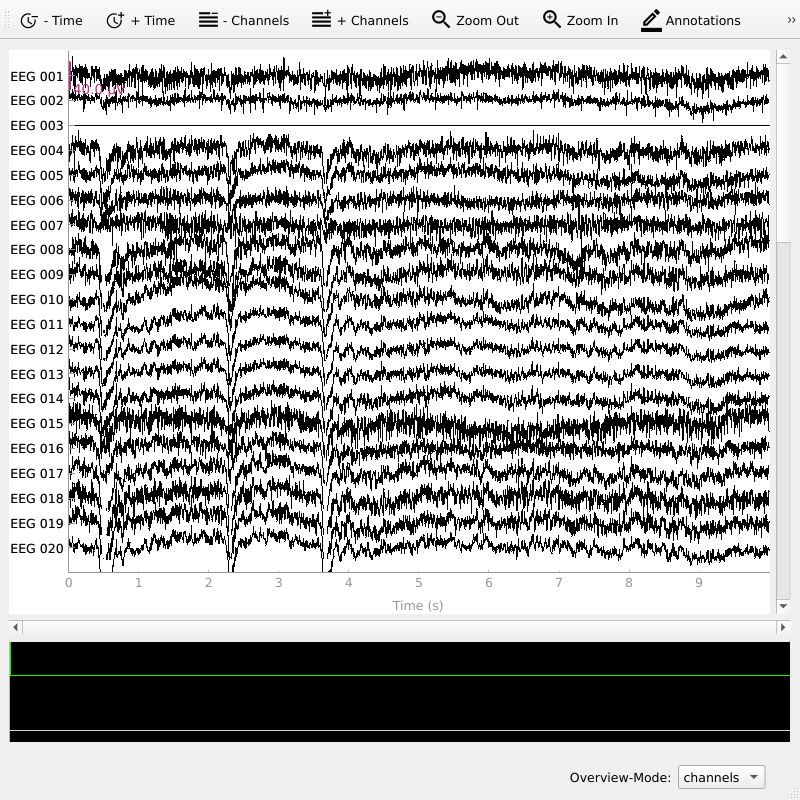 - Time + Time - Channels + Channels Zoom Out Zoom In Annotations »
EEG 001
EEG 002
EEG 003
EEG 004
EEG 005
EEG 006
EEG 007
EEG 008
EEG 009
EEG 010
EEG 011
EEG 012
EEG 013
EEG 014
EEG 015
EEG 016
EEG 017
EEG 018
EEG 019
EEG 020
0 1 2 3 4 5 6 7 8 9
Time (s)
Overview-Mode: channels